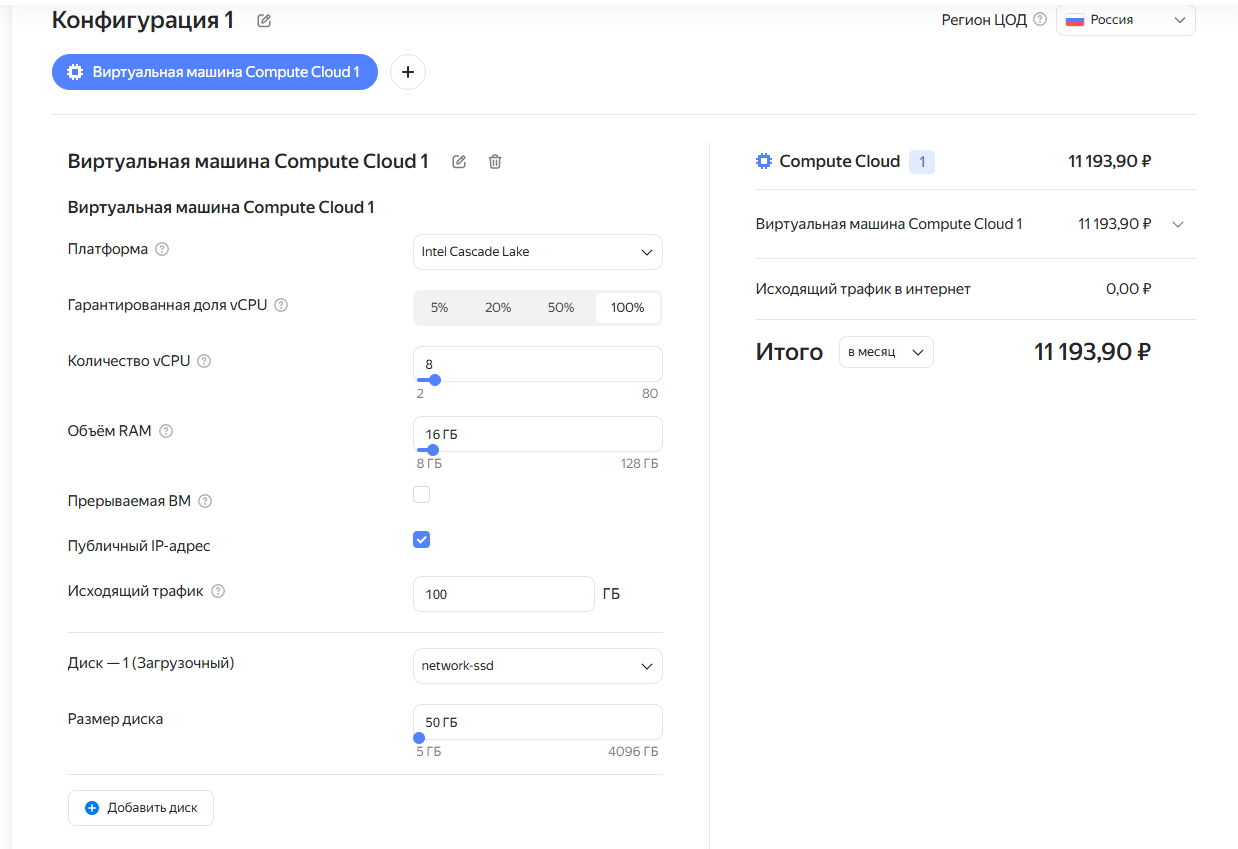 Конфигурация 1
Регион ЦОД
Россия
Виртуальная машина Compute Cloud 1
Виртуальная машина Compute Cloud 1
Виртуальная машина Compute Cloud 1
Платформа
Intel Cascade Lake
Гарантированная доля vCPU
5% 20% 50% 100%
Количество vCPU
8
2 80
Объём RAM
16 ГБ
8 ГБ 128 ГБ
Прерываемая ВМ
Публичный IP-адрес
Исходящий трафик
100 ГБ
Диск — 1 (Загрузочный)
network-ssd
Размер диска
50 ГБ
5 ГБ 4096 ГБ
Добавить диск
Compute Cloud 1 11 193,90 ₽
Виртуальная машина Compute Cloud 1 11 193,90 ₽
Исходящий трафик в интернет 0,00 ₽
Итого в месяц 11 193,90 ₽